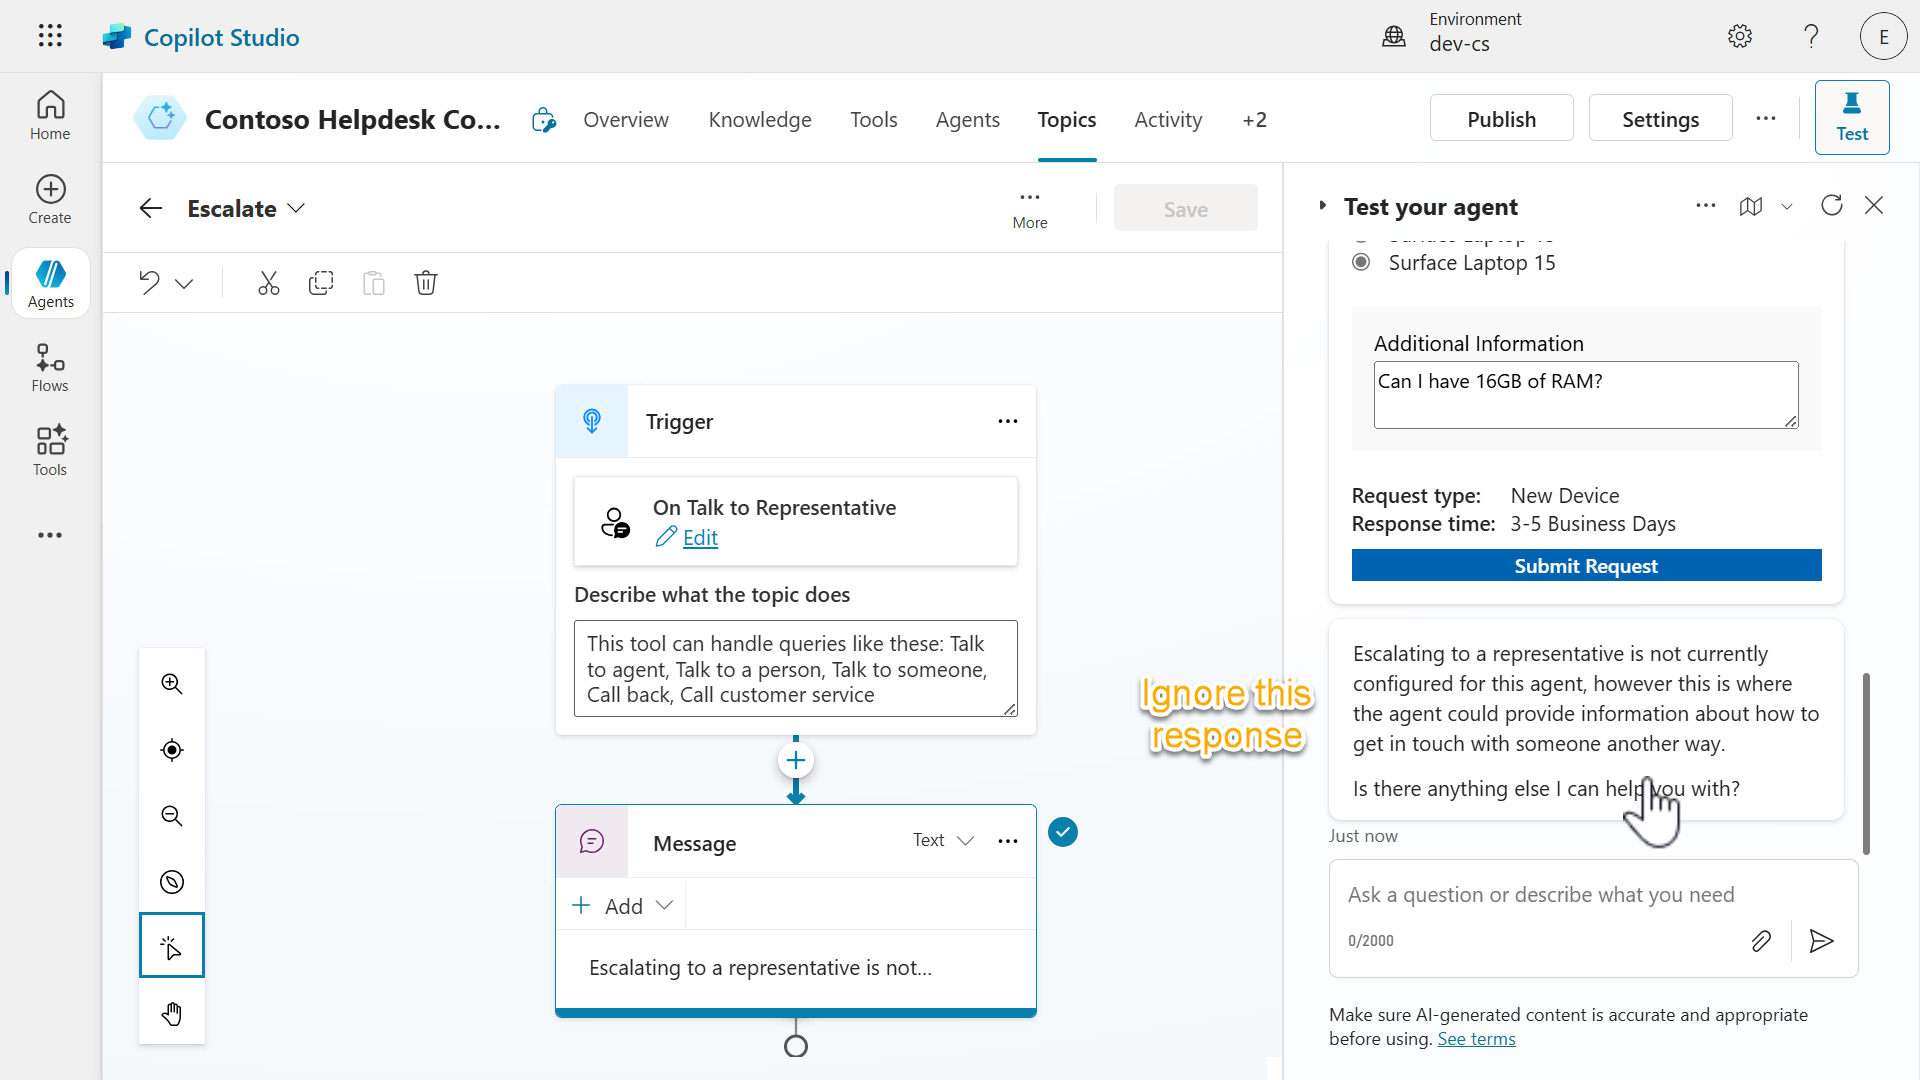 Copilot Studio
Environment
dev-cs
E
Home
Create
Agents
Flows
Tools
Contoso Helpdesk Co...
Overview
Knowledge
Tools
Agents
Topics
Activity
+2
Publish
Settings
Test
Escalate
More
Save
Trigger
On Talk to Representative
Edit
Describe what the topic does
This tool can handle queries like these: Talk
to agent, Talk to a person, Talk to someone,
Call back, Call customer service
Message
Text
Add
Escalating to a representative is not...
Ignore this
response
Test your agent
Surface Laptop 15
Additional Information
Can I have 16GB of RAM?
Request type: New Device
Response time: 3-5 Business Days
Submit Request
Escalating to a representative is not currently
configured for this agent, however this is where
the agent could provide information about how to
get in touch with someone another way.
Is there anything else I can help you with?
Just now
Ask a question or describe what you need
0/2000
Make sure AI-generated content is accurate and appropriate
before using. See terms